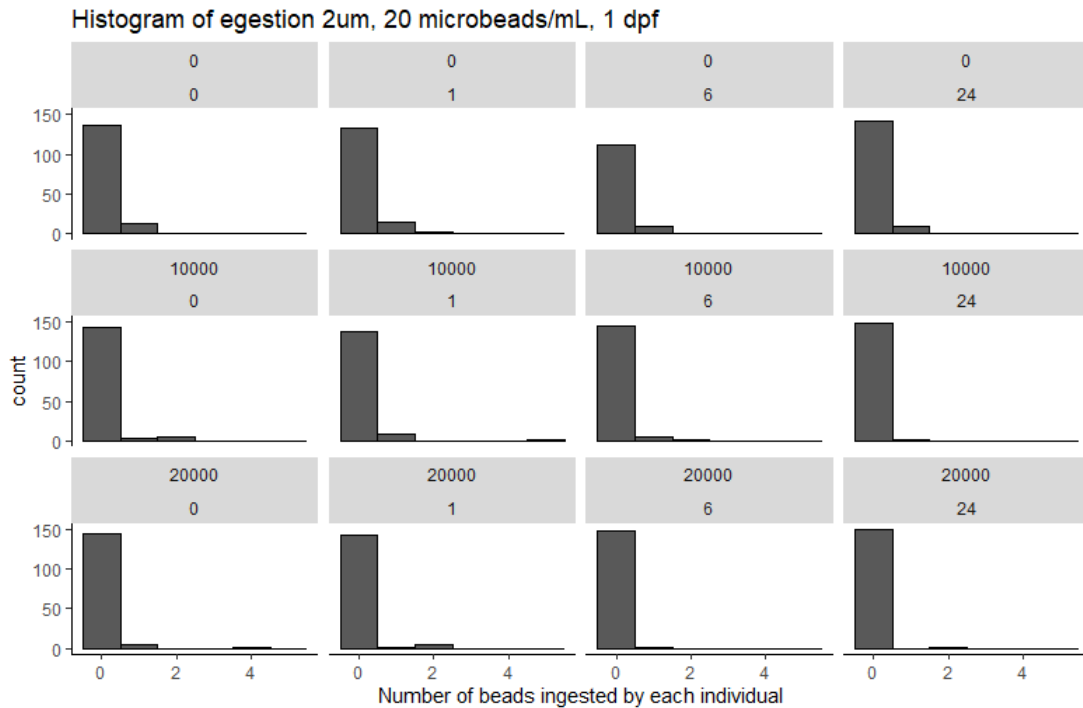 Histogram of egestion 2um, 20 microbeads/mL, 1 dpf
0 0 0 0
0 1 6 24
150
100
50
0
10000 10000 10000 10000
0 1 6 24
150
100
50
0
count
20000 20000 20000 20000
0 1 6 24
150
100
50
0
0 2 4 0 2 4 0 2 4 0 2 4
Number of beads ingested by each individual